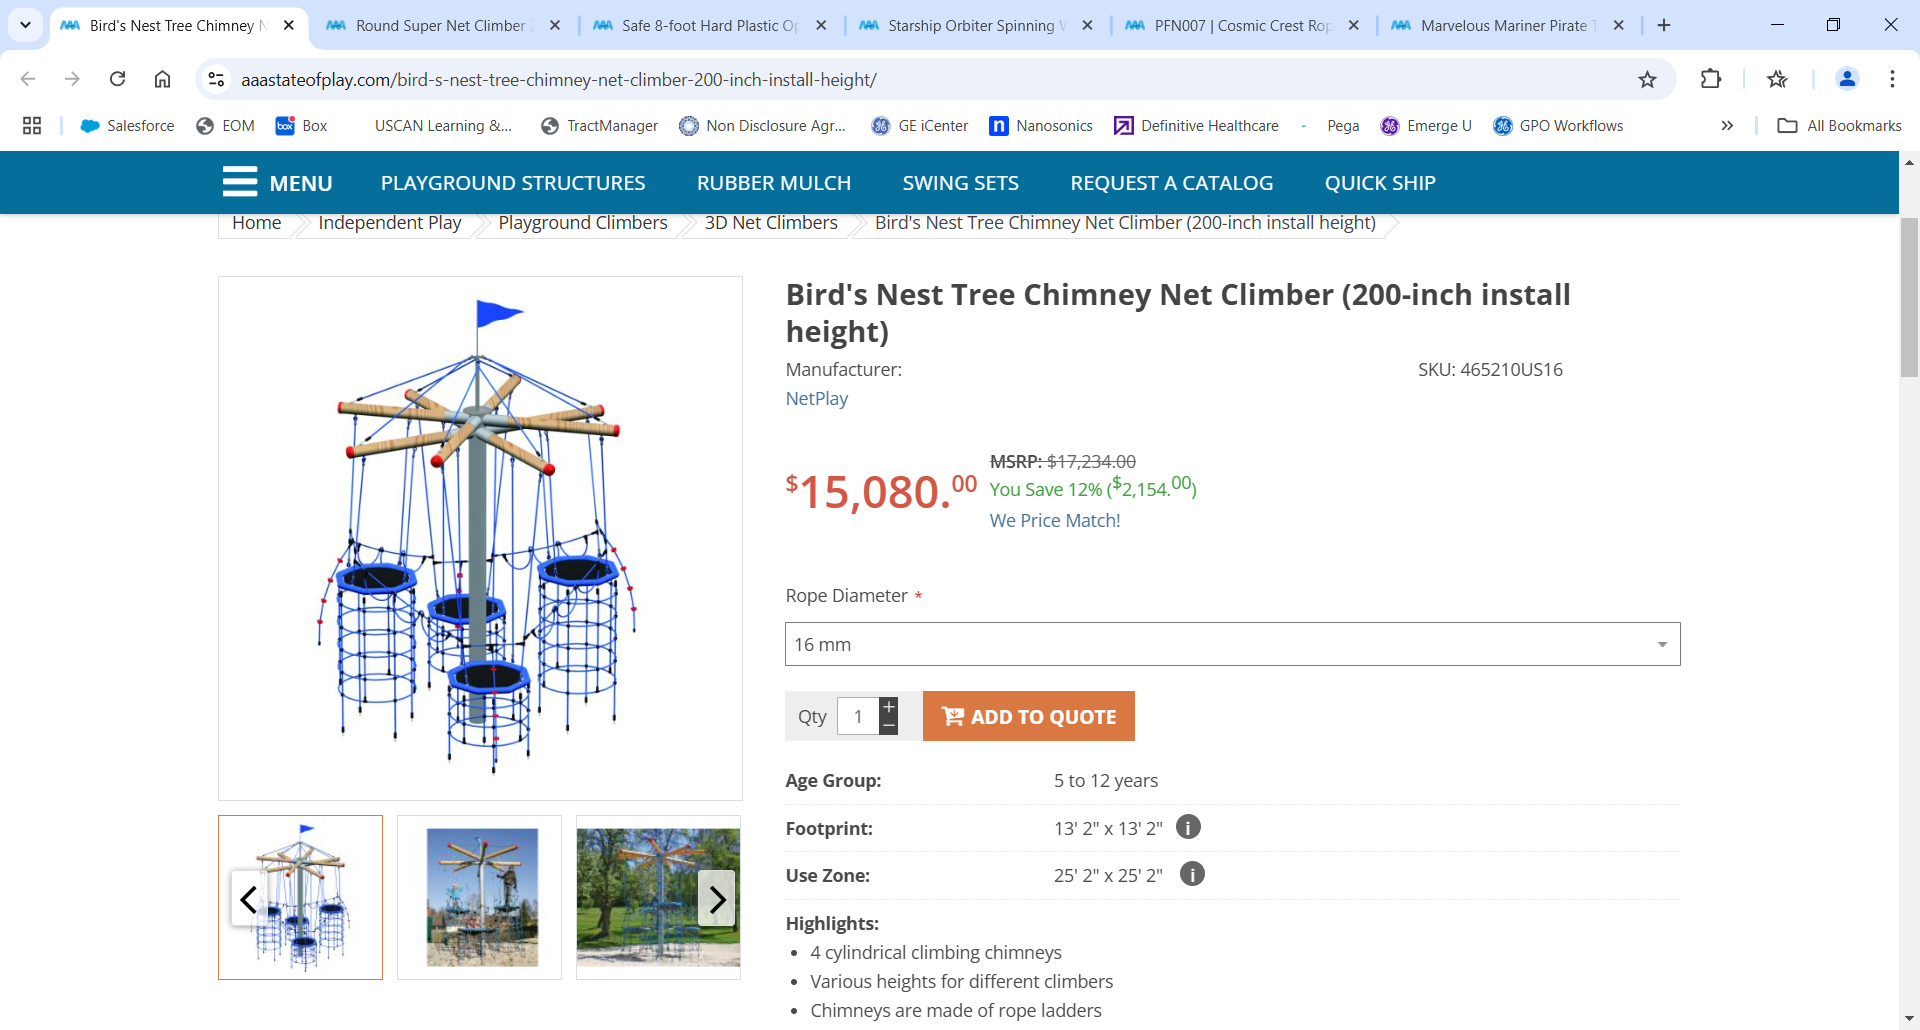 Bird's Nest Tree Chimney N
Round Super Net Climber 2
Safe 8-foot Hard Plastic Op
Starship Orbiter Spinning W
PFN007 | Cosmic Crest Rop
Marvelous Mariner Pirate T
aaastateofplay.com/bird-s-nest-tree-chimney-net-climber-200-inch-install-height/
Salesforce
EOM
box Box
USCAN Learning &...
TractManager
Non Disclosure Agr...
GE iCenter
n Nanosonics
Definitive Healthcare
Pega
Emerge U
GPO Workflows
All Bookmarks
MENU PLAYGROUND STRUCTURES RUBBER MULCH SWING SETS REQUEST A CATALOG QUICK SHIP
Home Independent Play Playground Climbers 3D Net Climbers Bird's Nest Tree Chimney Net Climber (200-inch install height)
Bird's Nest Tree Chimney Net Climber (200-inch install
height)
Manufacturer: SKU: 465210US16
NetPlay
MSRP: $17,234.00
$15,080.00
You Save 12% ($2,154.00)
We Price Match!
Rope Diameter *
16 mm
Qty 1 + − ADD TO QUOTE
Age Group: 5 to 12 years
Footprint: 13' 2" x 13' 2" i
Use Zone: 25' 2" x 25' 2" i
Highlights:
• 4 cylindrical climbing chimneys
• Various heights for different climbers
• Chimneys are made of rope ladders